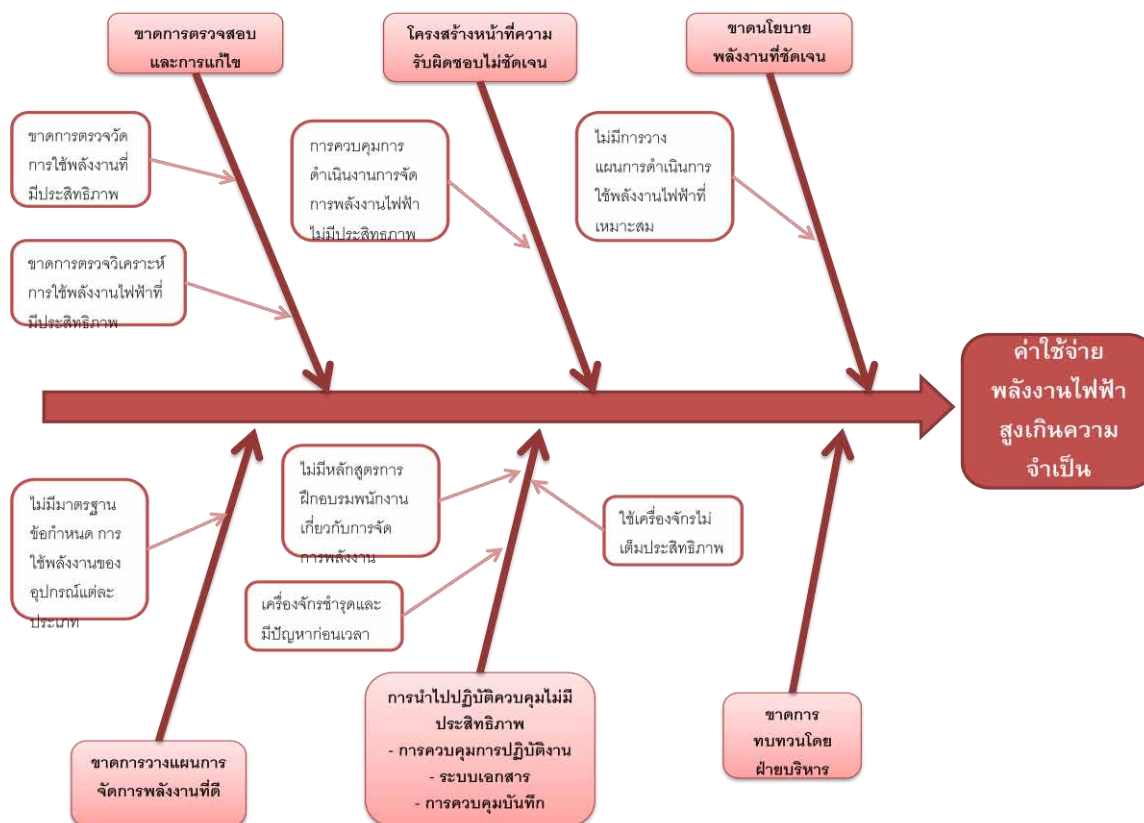 ขาดการตรวจสอบ
และการแก้ไข
โครงสร้างหน้าที่ความ
รับผิดชอบไม่ชัดเจน
ขาดนโยบาย
พลังงานที่ชัดเจน
ขาดการตรวจวัด
การใช้พลังงานที่
มีประสิทธิภาพ
การควบคุมการ
ดำเนินงานการจัด
การพลังงานไฟฟ้า
ไม่มีประสิทธภาพ
ไม่มีการวาง
แผนการดำเนินการ
ใช้พลังงานไฟฟ้าที่
เหมาะสม
ขาดการตรวจวิเคราะห์
การใช้พลังงานไฟฟ้าที่
มีประสิทธิภาพ
ค่าใช้จ่าย
พลังงานไฟฟ้า
สูงเกินความ
จำเป็น
ไม่มีมาตรฐาน
ข้อกำหนด การ
ใช้พลังงานของ
อุปกรณ์แต่ละ
ประเภท
ไม่มีหลักสูตรการ
ฝึกอบรมพนักงาน
เกี่ยวกับการจัด
การพลังงาน
ใช้เครื่องจักรไม่
เต็มประสิทธิภาพ
เครื่องจักรชำรุดและ
มีปัญหาก่อนเวลา
ขาดการวางแผนการ
จัดการพลังงานที่ดี
การนำไปปฏิบัติควบคุมไม่มี
ประสิทธิภาพ
- การควบคุมการปฏิบัติงาน
- ระบบเอกสาร
- การควบคุมบันทึก
ขาดการ
ทบทวนโดย
ฝ่ายบริหาร